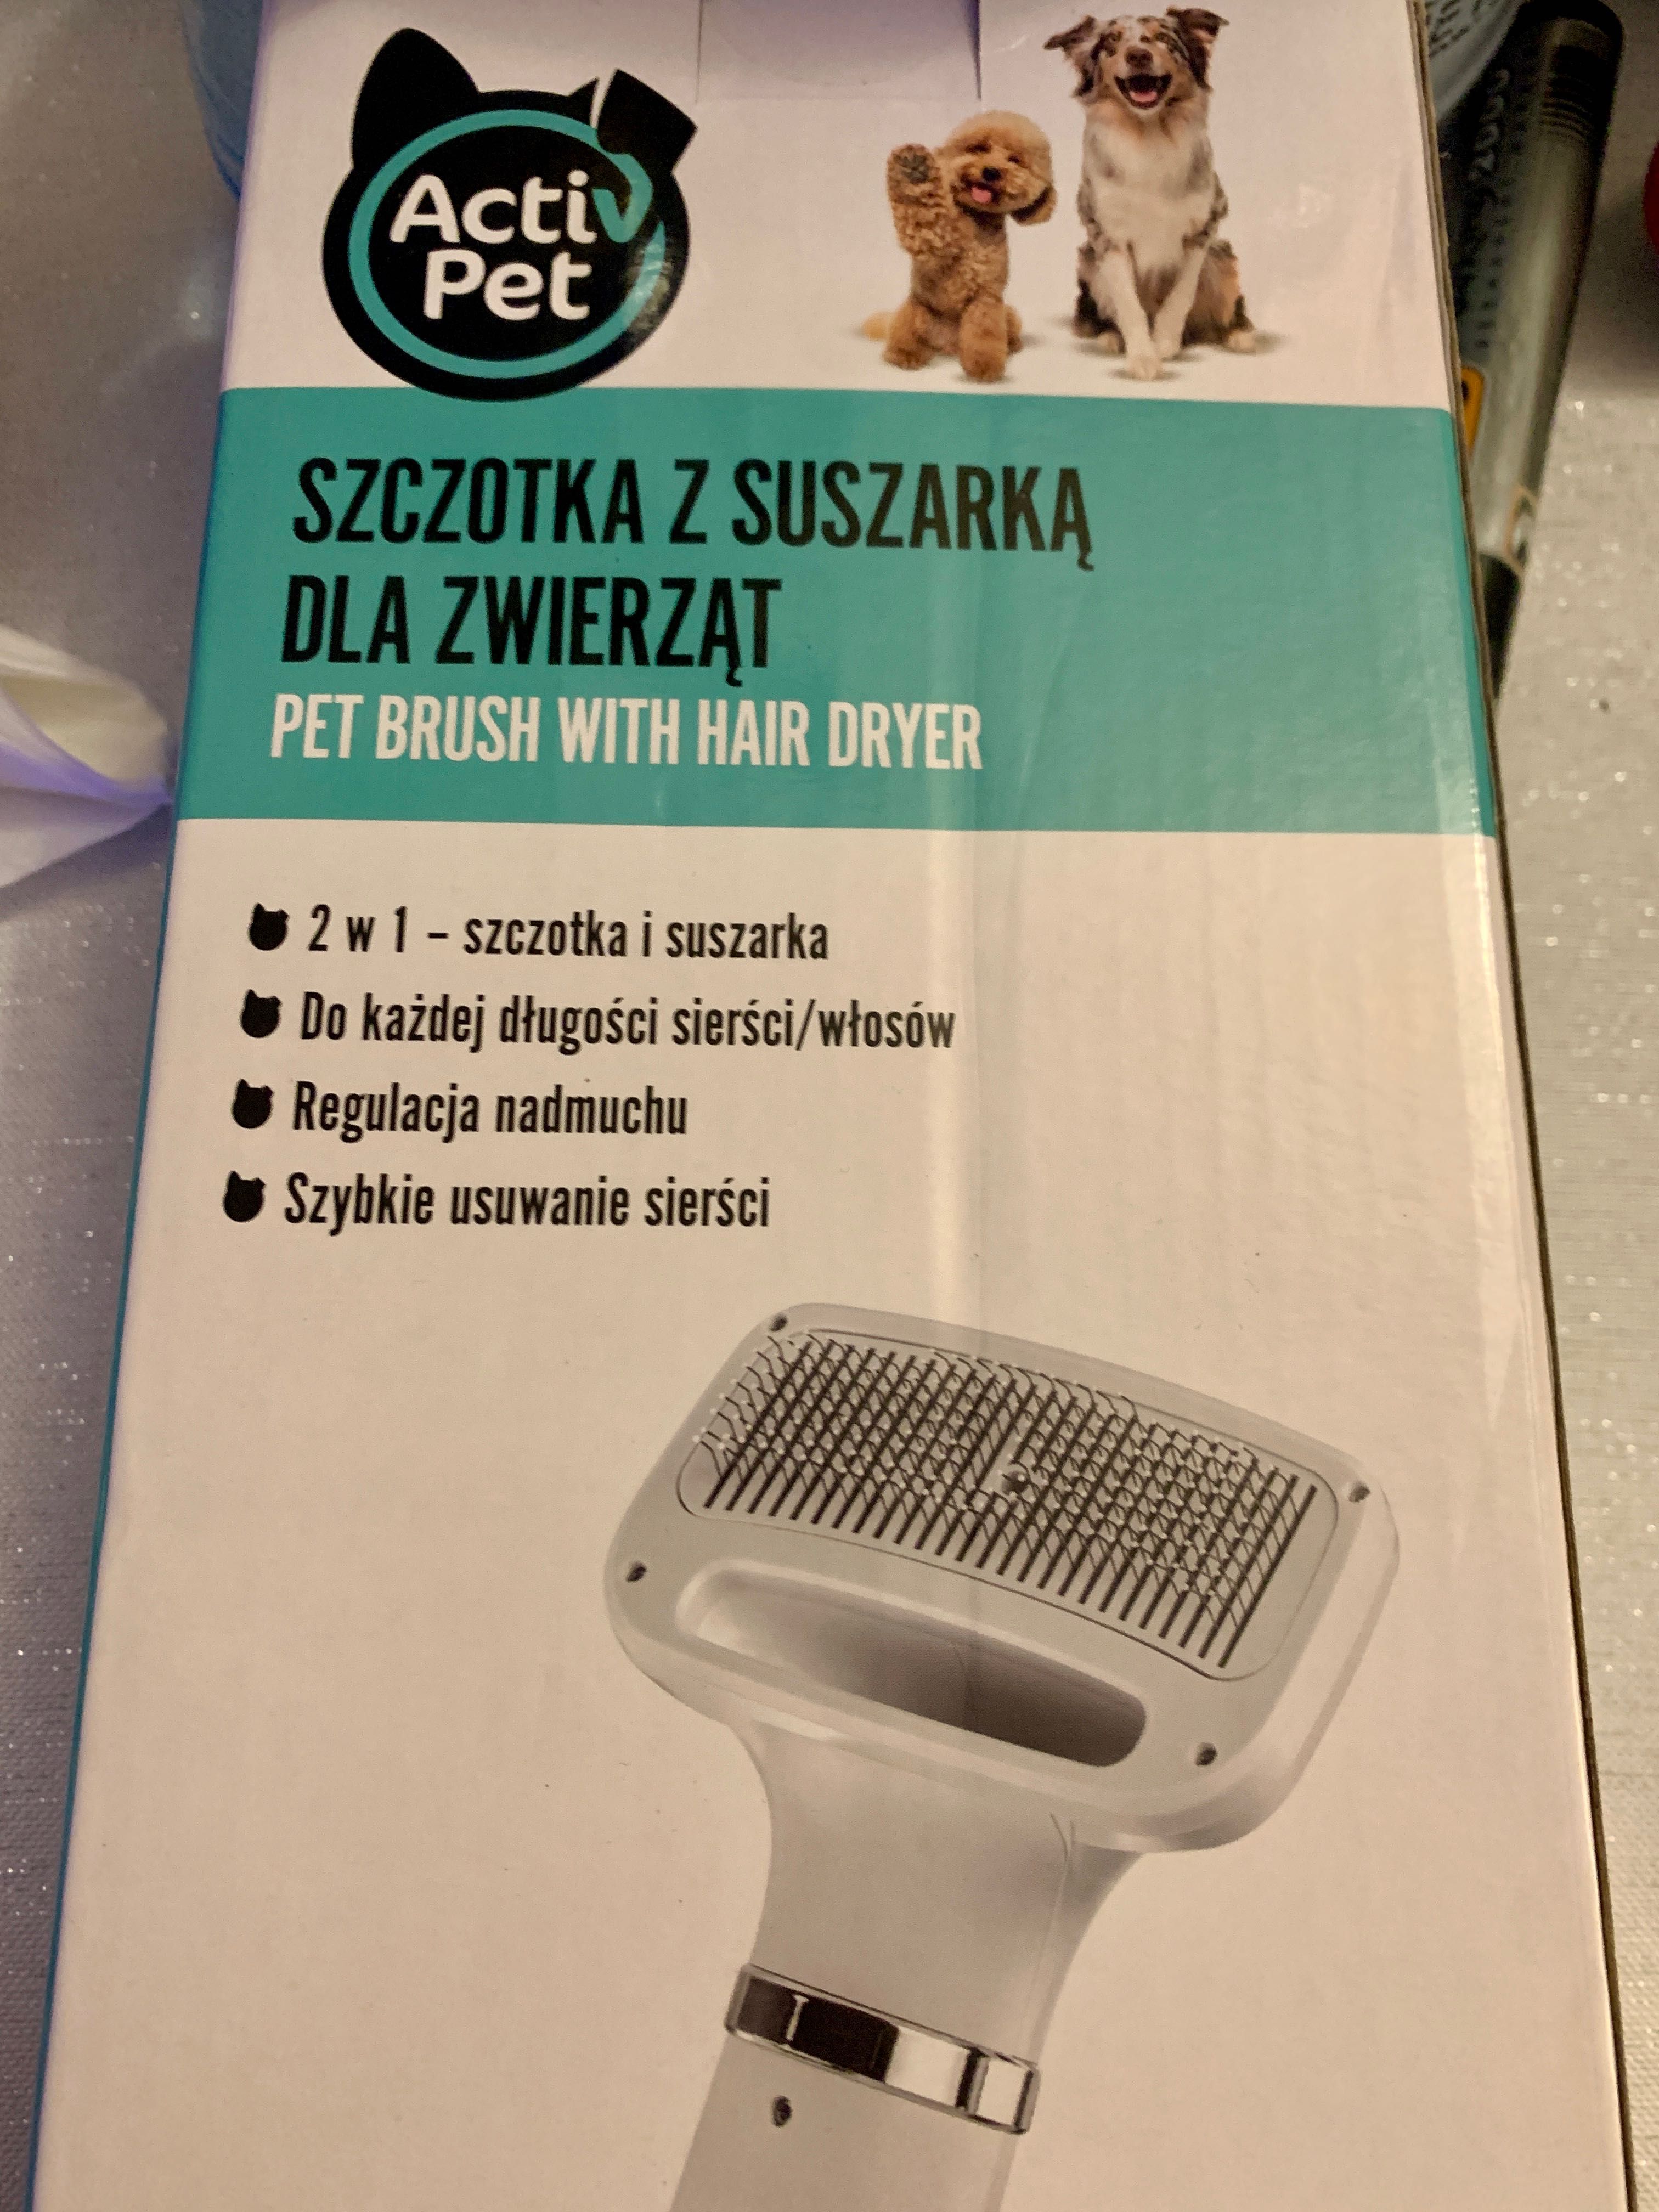 Activ
Pet
SZCZOTKA Z SUSZARKĄ
DLA ZWIERZĄT
PET BRUSH WITH HAIR DRYER
2 w 1 – szczotka i suszarka
Do każdej długości sierści/włosów
Regulacja nadmuchu
Szybkie usuwanie sierści